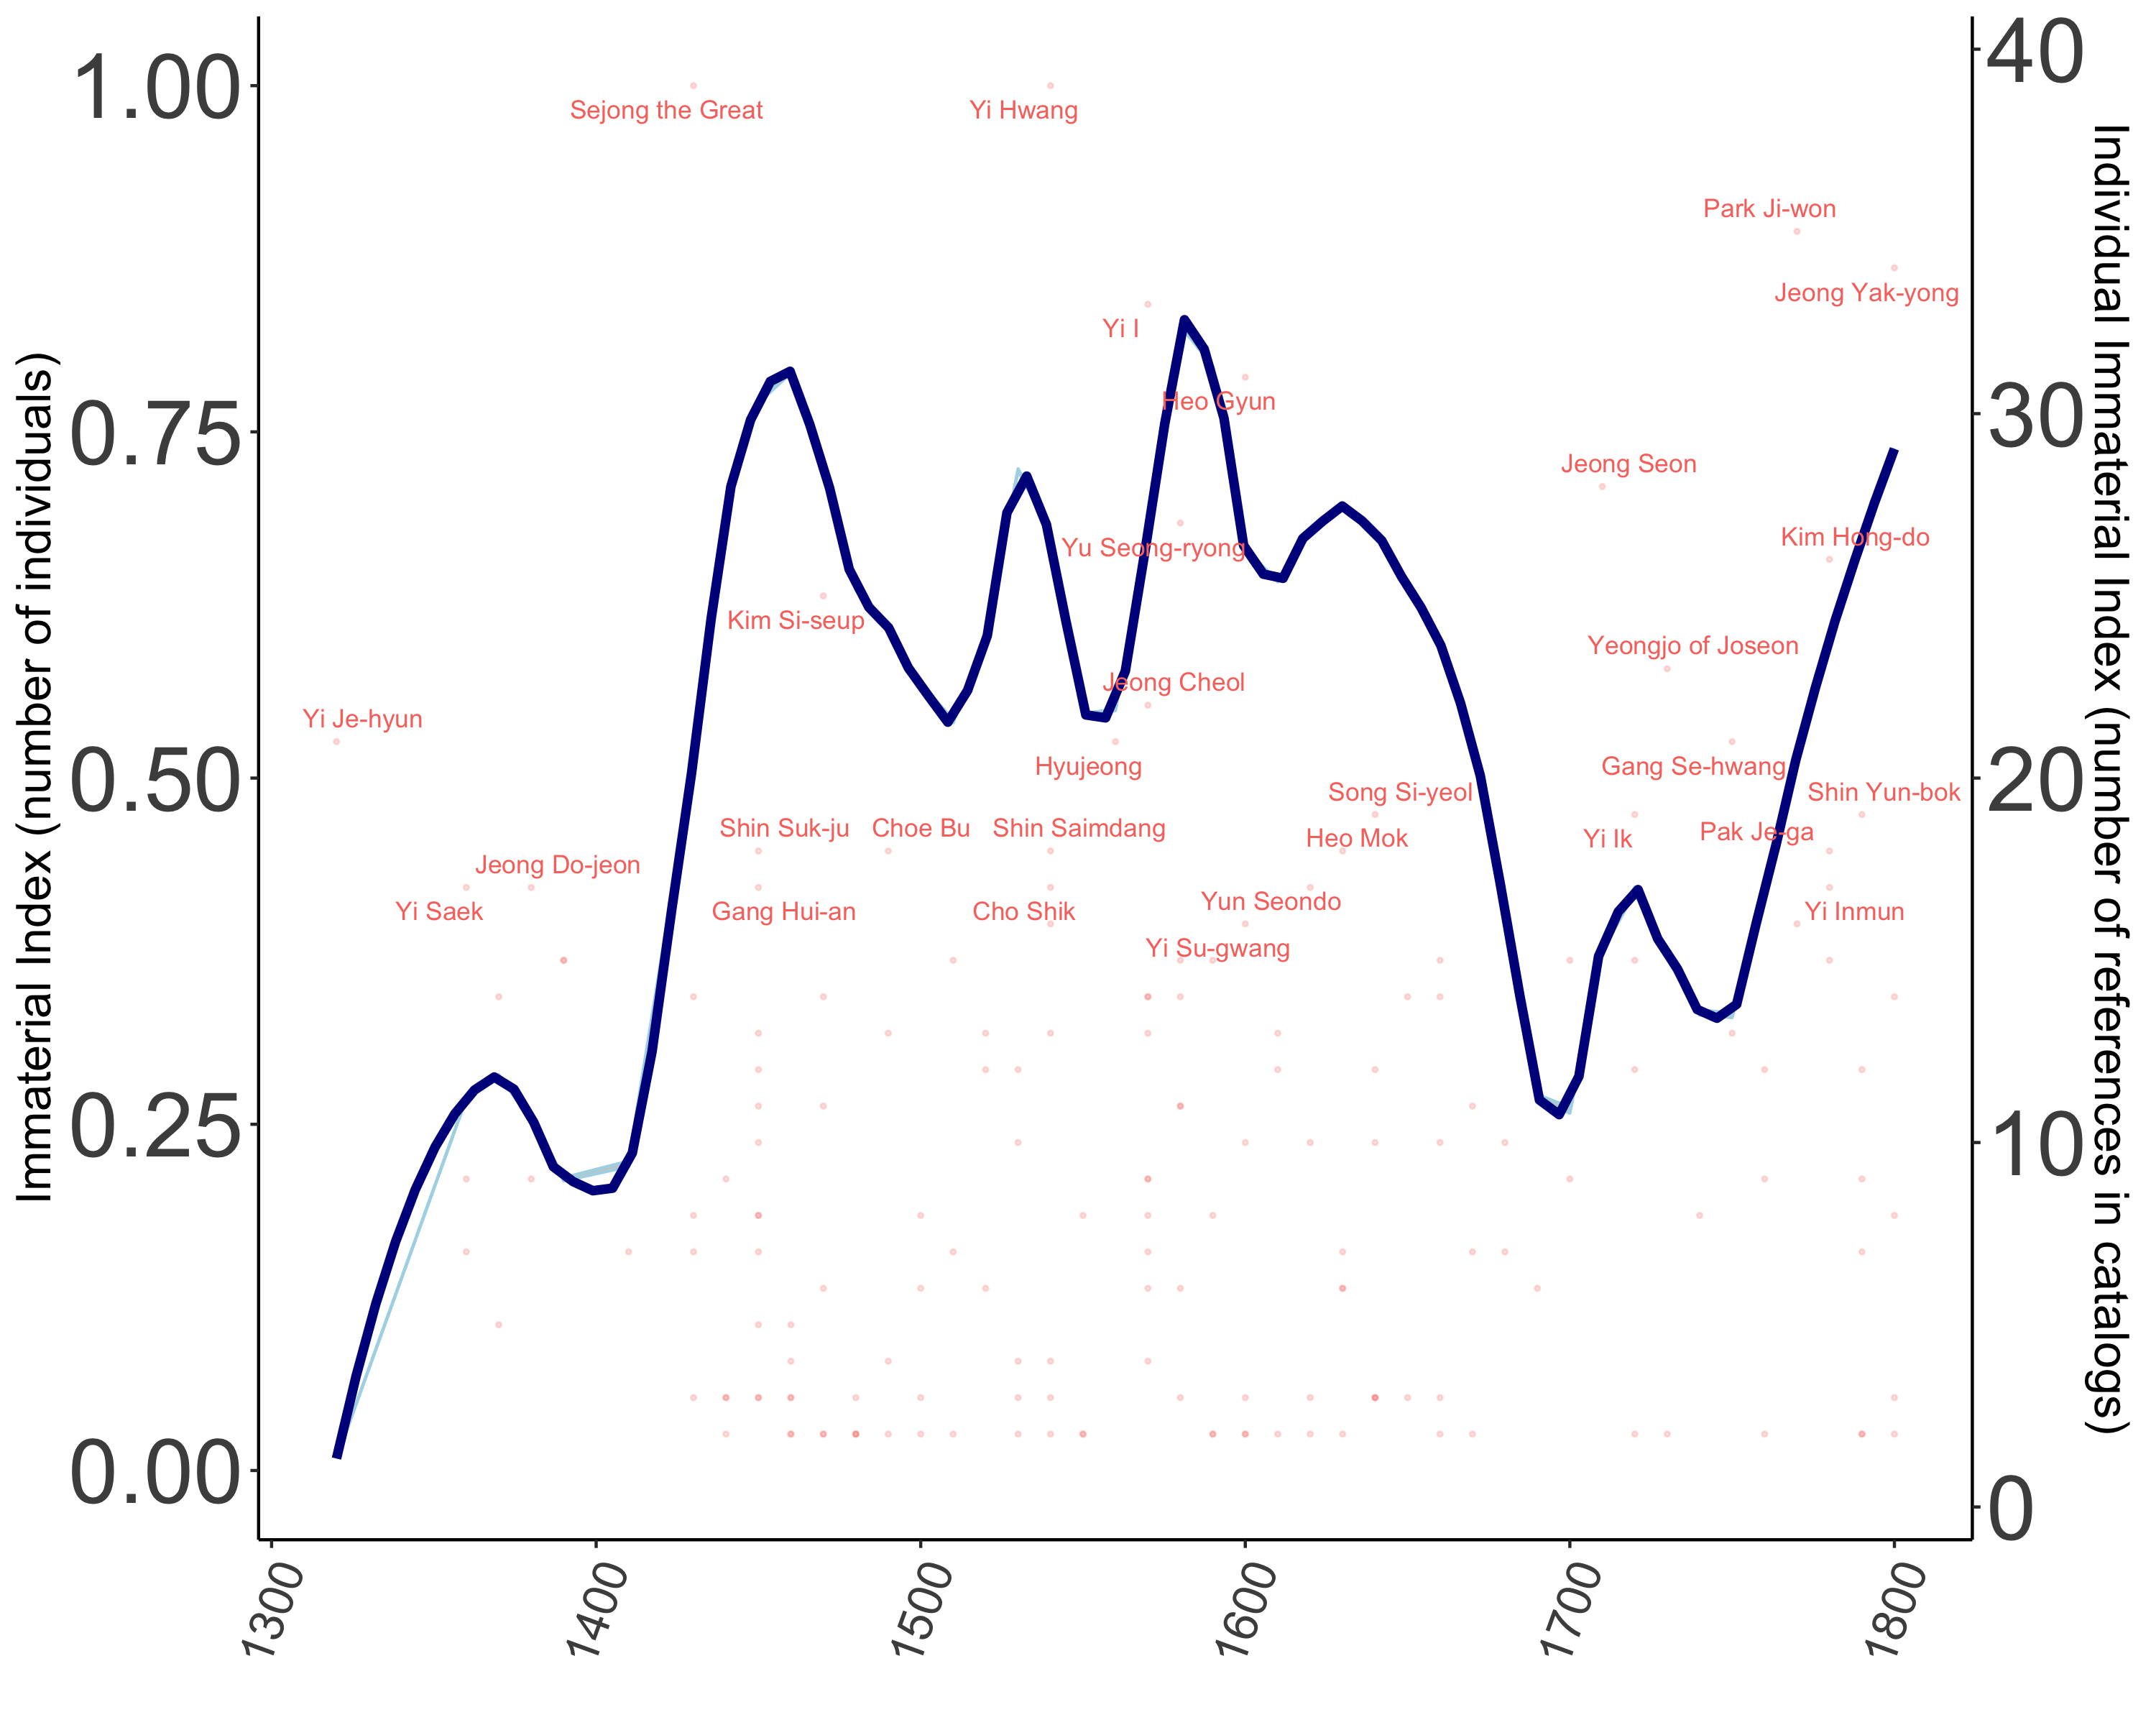 1.00
0.75
0.50
0.25
0.00
Immaterial Index (number of individuals)
40
30
20
10
0
Individual Immaterial Index (number of references in catalogs)
1300
1400
1500
1600
1700
1800
Sejong the Great
Yi Hwang
Park Ji-won
Jeong Yak-yong
Yi I
Heo Gyun
Jeong Seon
Kim Hong-do
Yu Seong-ryong
Kim Si-seup
Yeongjo of Joseon
Jeong Cheol
Yi Je-hyun
Hyujeong
Gang Se-hwang
Song Si-yeol
Shin Yun-bok
Shin Suk-ju
Choe Bu
Shin Saimdang
Heo Mok
Yi Ik
Pak Je-ga
Jeong Do-jeon
Yun Seondo
Yi Saek
Gang Hui-an
Cho Shik
Yi Inmun
Yi Su-gwang